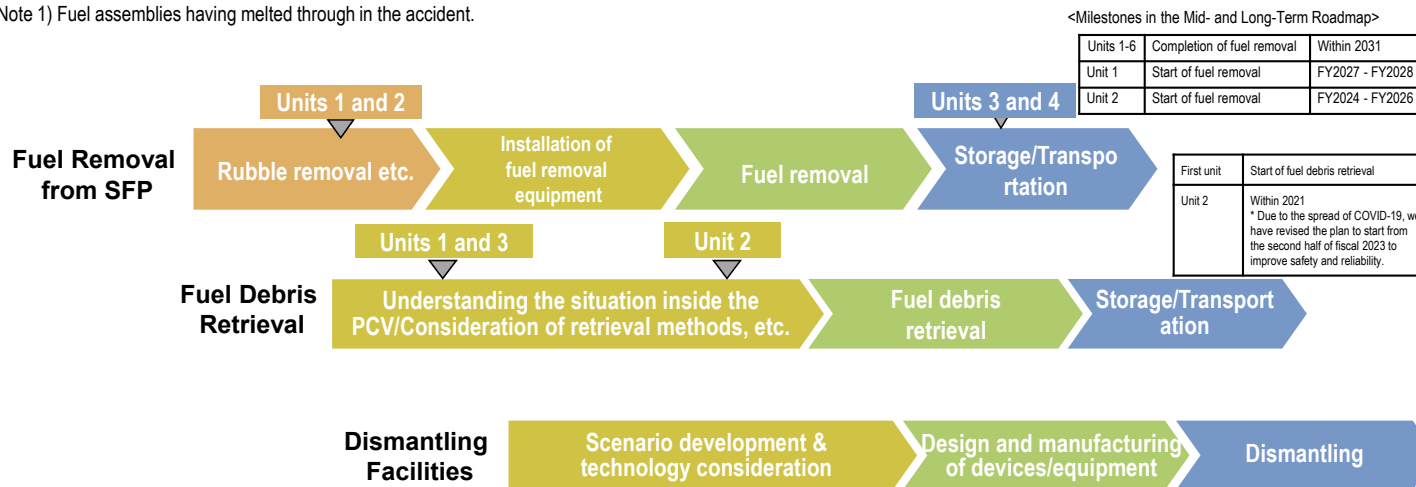 Note 1) Fuel assemblies having melted through in the accident.
<Milestones in the Mid- and Long-Term Roadmap>
Units 1-6 Completion of fuel removal Within 2031
Unit 1 Start of fuel removal FY2027 - FY2028
Unit 2 Start of fuel removal FY2024 - FY2026
Units 1 and 2
Units 3 and 4
Fuel Removal
from SFP
Rubble removal etc.
Installation of
fuel removal
equipment
Fuel removal
Storage/Transpo
rtation
First unit Start of fuel debris retrieval
Unit 2 Within 2021
* Due to the spread of COVID-19, we
have revised the plan to start from
the second half of fiscal 2023 to
improve safety and reliability.
Units 1 and 3
Unit 2
Fuel Debris
Retrieval
Understanding the situation inside the
PCV/Consideration of retrieval methods, etc.
Fuel debris
retrieval
Storage/Transport
ation
Dismantling
Facilities
Scenario development &
technology consideration
Design and manufacturing
of devices/equipment
Dismantling